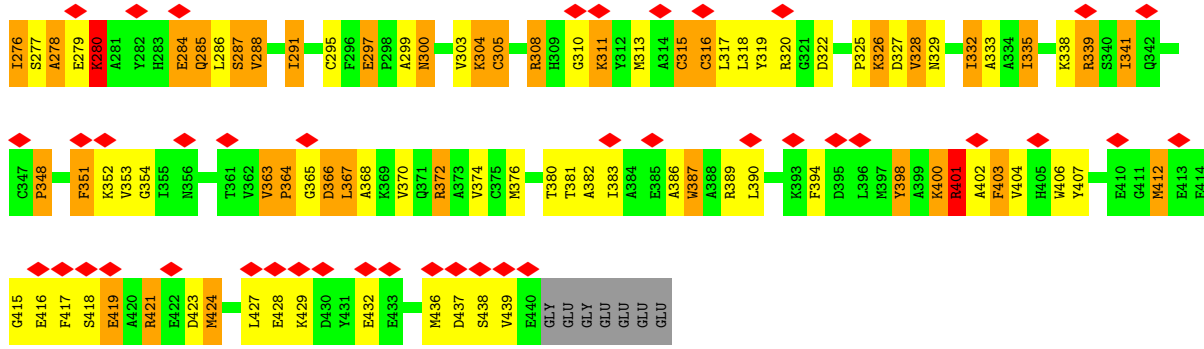 I276 S277 A278 E279 K280 A281 Y282 H283 E284 Q285 L286 S287 V288 I291 C295 F296 E297 P298 A299 N300 V303 K304 C305 R308 H309 G310 K311 Y312 M313 A314 C315 C316 L317 L318 Y319 R320 G321 D322 P325 K326 D327 V328 N329 I332 A333 A334 I335 K338 R339 S340 I341 Q342
C347 P348 F351 K352 V353 G354 I355 N356 T361 V362 V363 P364 G365 D366 L367 A368 K369 V370 Q371 R372 A373 V374 C375 M376 T380 T381 A382 I383 A384 E385 A386 W387 A388 R389 L390 K393 F394 D395 L396 M397 Y398 A399 K400 R401 A402 F403 V404 H405 W406 Y407 E410 G411 M412 E413 E414
G415 E416 F417 S418 E419 A420 R421 E422 D423 M424 L427 E428 K429 D430 Y431 E432 E433 M436 D437 S438 V439 E440 GLY GLU GLY GLU GLU GLU GLU